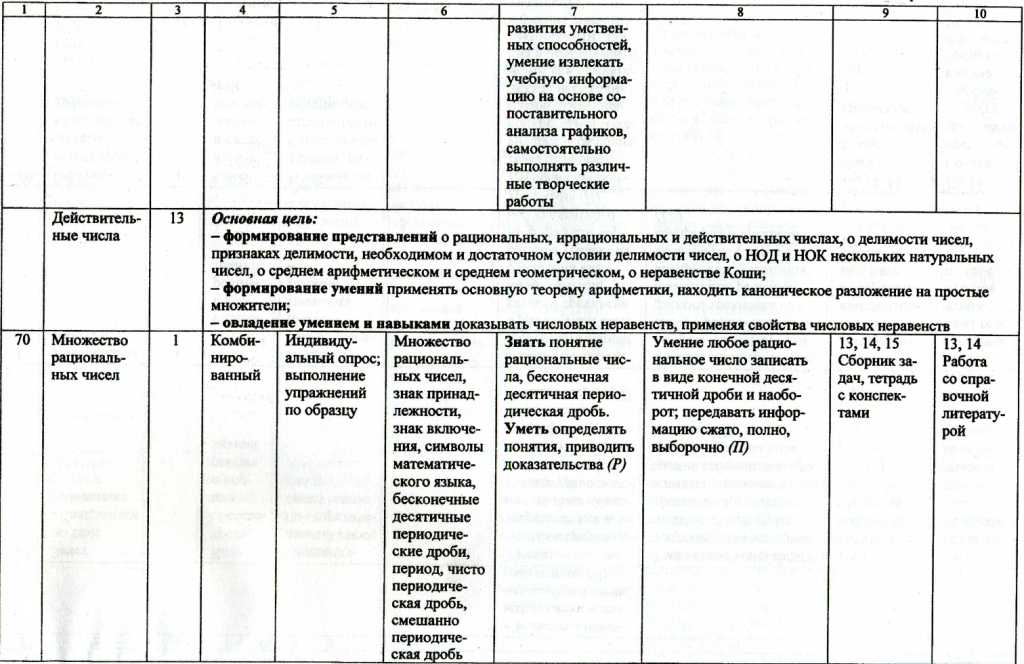 1 2 3 4 5 6 7 8 9 10
развития умствен-
ных способностей,
умение извлекать
учебную информа-
цию на основе со-
поставительного
анализа графиков,
самостоятельно
выполнять различ-
ные творческие
работы
Действитель-
ные числа
13
Основная цель:
– формирование представлений о рациональных, иррациональных и действительных числах, о делимости чисел,
признаках делимости, необходимом и достаточном условии делимости чисел, о НОД и НОК нескольких натуральных
чисел, о среднем арифметическом и среднем геометрическом, о неравенстве Коши;
– формирование умений применять основную теорему арифметики, находить каноническое разложение на простые
множители;
– овладение умением и навыками доказывать числовых неравенств, применяя свойства числовых неравенств
70
Множество
рациональ-
ных чисел
1
Комби-
ниро-
ванный
Индивиду-
альный опрос;
выполнение
упражнений
по образцу
Множество
рациональ-
ных чисел,
знак принад-
лежности,
знак включе-
ния, символы
математиче-
ского языка,
бесконечные
десятичные
периодиче-
ские дроби,
период, чисто
периодиче-
ская дробь,
смешанно
периодиче-
ская дробь
Знать понятие
рациональные чис-
ла, бесконечная
десятичная перио-
дическая дробь.
Уметь определять
понятия, приводить
доказательства (Р)
Умение любое рацио-
нальное число записать
в виде конечной деся-
тичной дроби и наобо-
рот; передавать инфор-
мацию сжато, полно,
выборочно (П)
13, 14, 15
Сборник за-
дач, тетрадь
с конспек-
тами
13, 14
Работа
со спра-
вочной
литерату-
рой